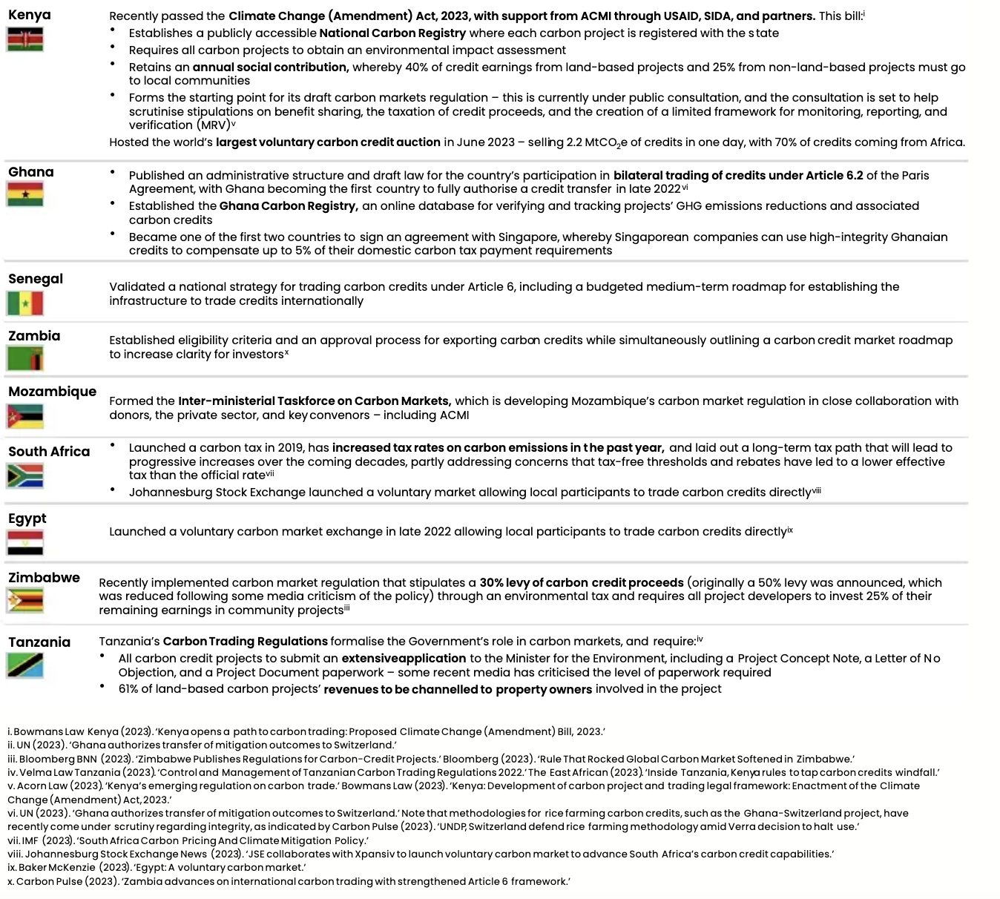 Kenya
Recently passed the Climate Change (Amendment) Act, 2023, with support from ACMI through USAID, SIDA, and partners. This bill:ⁱ
• Establishes a publicly accessible National Carbon Registry where each carbon project is registered with the state
• Requires all carbon projects to obtain an environmental impact assessment
• Retains an annual social contribution, whereby 40% of credit earnings from land-based projects and 25% from non-land-based projects must go
to local communities
• Forms the starting point for its draft carbon markets regulation – this is currently under public consultation, and the consultation is set to help
scrutinise stipulations on benefit sharing, the taxation of credit proceeds, and the creation of a limited framework for monitoring, reporting, and
verification (MRV)ᵛ
Hosted the world's largest voluntary carbon credit auction in June 2023 – selling 2.2 MtCO₂e of credits in one day, with 70% of credits coming from Africa.
Ghana
• Published an administrative structure and draft law for the country's participation in bilateral trading of credits under Article 6.2 of the Paris
Agreement, with Ghana becoming the first country to fully authorise a credit transfer in late 2022ᵛⁱ
• Established the Ghana Carbon Registry, an online database for verifying and tracking projects' GHG emissions reductions and associated
carbon credits
• Became one of the first two countries to sign an agreement with Singapore, whereby Singaporean companies can use high-integrity Ghanaian
credits to compensate up to 5% of their domestic carbon tax payment requirements
Senegal
Validated a national strategy for trading carbon credits under Article 6, including a budgeted medium-term roadmap for establishing the
infrastructure to trade credits internationally
Zambia
Established eligibility criteria and an approval process for exporting carbon credits while simultaneously outlining a carbon credit market roadmap
to increase clarity for investorsˣ
Mozambique
Formed the Inter-ministerial Taskforce on Carbon Markets, which is developing Mozambique's carbon market regulation in close collaboration with
donors, the private sector, and key convenors – including ACMI
South Africa
• Launched a carbon tax in 2019, has increased tax rates on carbon emissions in the past year, and laid out a long-term tax path that will lead to
progressive increases over the coming decades, partly addressing concerns that tax-free thresholds and rebates have led to a lower effective
tax than the official rateᵛⁱⁱ
• Johannesburg Stock Exchange launched a voluntary market allowing local participants to trade carbon credits directlyᵛⁱⁱⁱ
Egypt
Launched a voluntary carbon market exchange in late 2022 allowing local participants to trade carbon credits directlyⁱˣ
Zimbabwe
Recently implemented carbon market regulation that stipulates a 30% levy of carbon credit proceeds (originally a 50% levy was announced, which
was reduced following some media criticism of the policy) through an environmental tax and requires all project developers to invest 25% of their
remaining earnings in community projectsⁱⁱⁱ
Tanzania
Tanzania's Carbon Trading Regulations formalise the Government's role in carbon markets, and require:ⁱᵛ
• All carbon credit projects to submit an extensive application to the Minister for the Environment, including a Project Concept Note, a Letter of No
Objection, and a Project Document paperwork – some recent media has criticised the level of paperwork required
• 61% of land-based carbon projects' revenues to be channelled to property owners involved in the project
i. Bowmans Law Kenya (2023). 'Kenya opens a path to carbon trading: Proposed Climate Change (Amendment) Bill, 2023.'
ii. UN (2023). 'Ghana authorizes transfer of mitigation outcomes to Switzerland.'
iii. Bloomberg BNN (2023). 'Zimbabwe Publishes Regulations for Carbon-Credit Projects.' Bloomberg (2023). 'Rule That Rocked Global Carbon Market Softened in Zimbabwe.'
iv. Velma Law Tanzania (2023). 'Control and Management of Tanzanian Carbon Trading Regulations 2022.' The East African (2023). 'Inside Tanzania, Kenya rules to tap carbon credits windfall.'
v. Acorn Law (2023). 'Kenya's emerging regulation on carbon trade.' Bowmans Law (2023). 'Kenya: Development of carbon project and trading legal framework: Enactment of the Climate
Change (Amendment) Act, 2023.'
vi. UN (2023). 'Ghana authorizes transfer of mitigation outcomes to Switzerland.' Note that methodologies for rice farming carbon credits, such as the Ghana-Switzerland project, have
recently come under scrutiny regarding integrity, as indicated by Carbon Pulse (2023). 'UNDP, Switzerland defend rice farming methodology amid Verra decision to halt use.'
vii. IMF (2023). 'South Africa Carbon Pricing And Climate Mitigation Policy.'
viii. Johannesburg Stock Exchange News (2023). 'JSE collaborates with Xpansiv to launch voluntary carbon market to advance South Africa's carbon credit capabilities.'
ix. Baker McKenzie (2023). 'Egypt: A voluntary carbon market.'
x. Carbon Pulse (2023). 'Zambia advances on international carbon trading with strengthened Article 6 framework.'